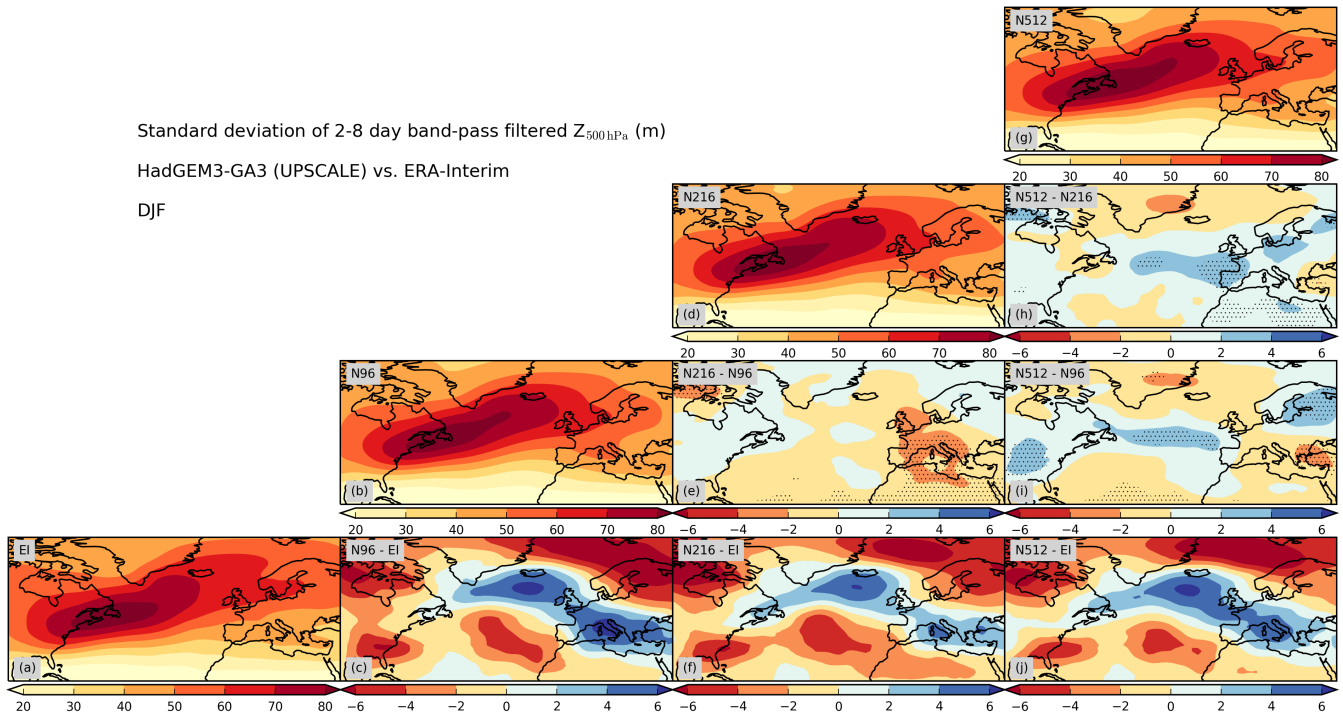 N512
(g)
20 30 40 50 60 70 80
Standard deviation of 2-8 day band-pass filtered Z500 hPa (m)
HadGEM3-GA3 (UPSCALE) vs. ERA-Interim
DJF
N216
(d)
20 30 40 50 60 70 80
N512 - N216
(h)
−6 −4 −2 0 2 4 6
N96
(b)
20 30 40 50 60 70 80
N216 - N96
(e)
−6 −4 −2 0 2 4 6
N512 - N96
(i)
−6 −4 −2 0 2 4 6
EI
(a)
20 30 40 50 60 70 80
N96 - EI
(c)
−6 −4 −2 0 2 4 6
N216 - EI
(f)
−6 −4 −2 0 2 4 6
N512 - EI
(j)
−6 −4 −2 0 2 4 6